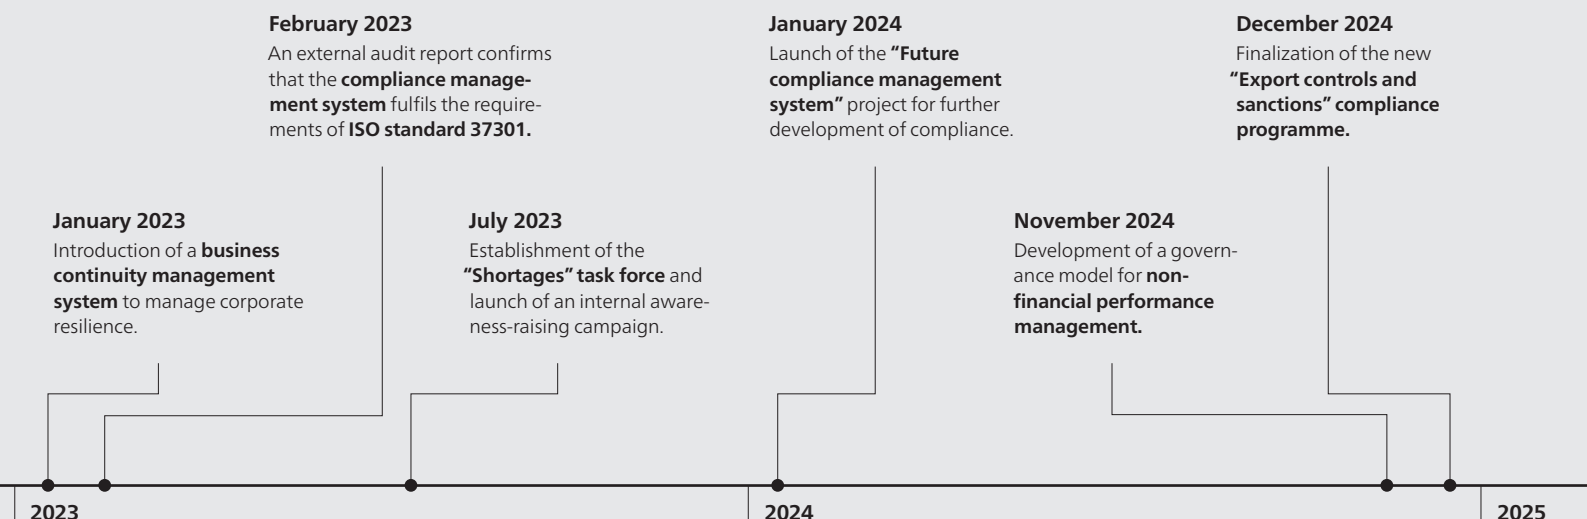 February 2023
An external audit report confirms
that the compliance manage-
ment system fulfils the require-
ments of ISO standard 37301.
January 2024
Launch of the “Future
compliance management
system” project for further
development of compliance.
December 2024
Finalization of the new
“Export controls and
sanctions” compliance
programme.
January 2023
Introduction of a business
continuity management
system to manage corporate
resilience.
July 2023
Establishment of the
“Shortages” task force and
launch of an internal aware-
ness-raising campaign.
November 2024
Development of a govern-
ance model for non-
financial performance
management.
2023
2024
2025